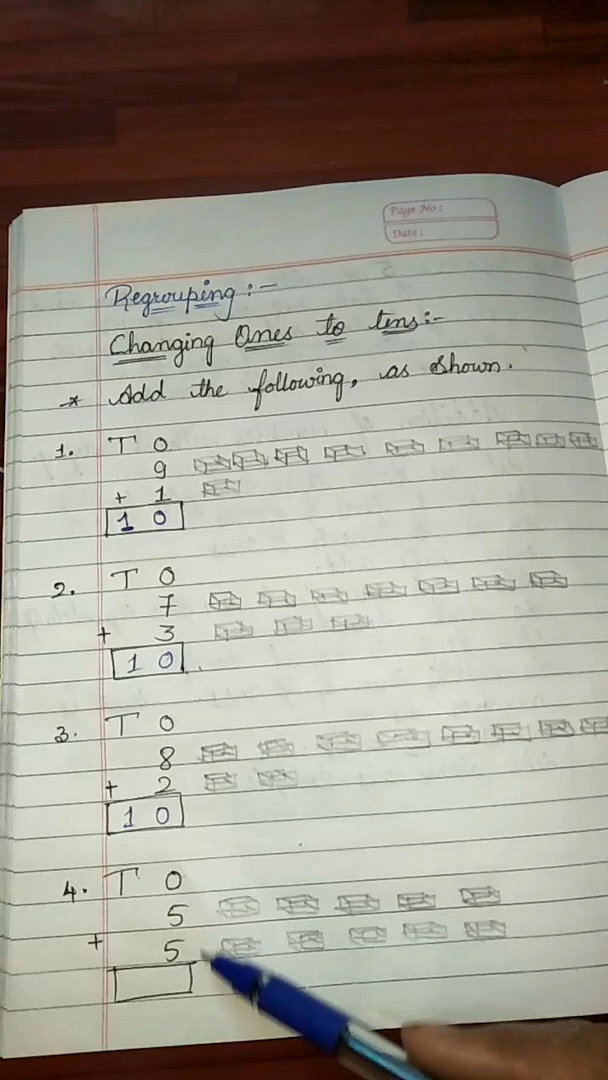 Page No :
Date :
Regrouping :-
Changing Ones to tens:-
* Add the following, as shown.
1. T O
9
+ 1
1 0
2. T O
7
+ 3
1 0
3. T O
8
+ 2
1 0
4. T O
5
+ 5